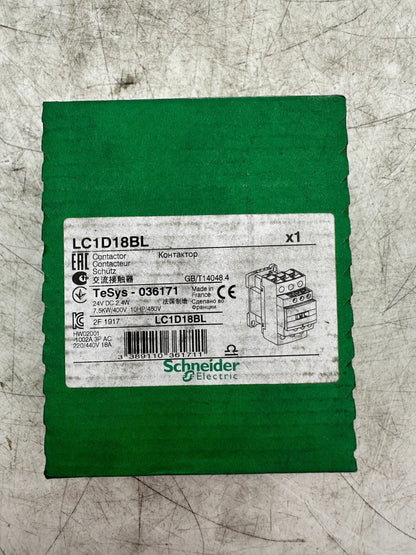 LC1D18BL x1
EAC Contactor Контактор
Contacteur
Schütz
交流接触器 GB/T14048.4
TeSys - 036171 Made in France
24V DC 2.4W 法国制造 Сделано во Франции
7.5KW/400V 10HP/480V
2F 1917 LC1D18BL
HW02001
-1002A 3P AC
220/440V 18A
3 389110 361711
Schneider
Electric